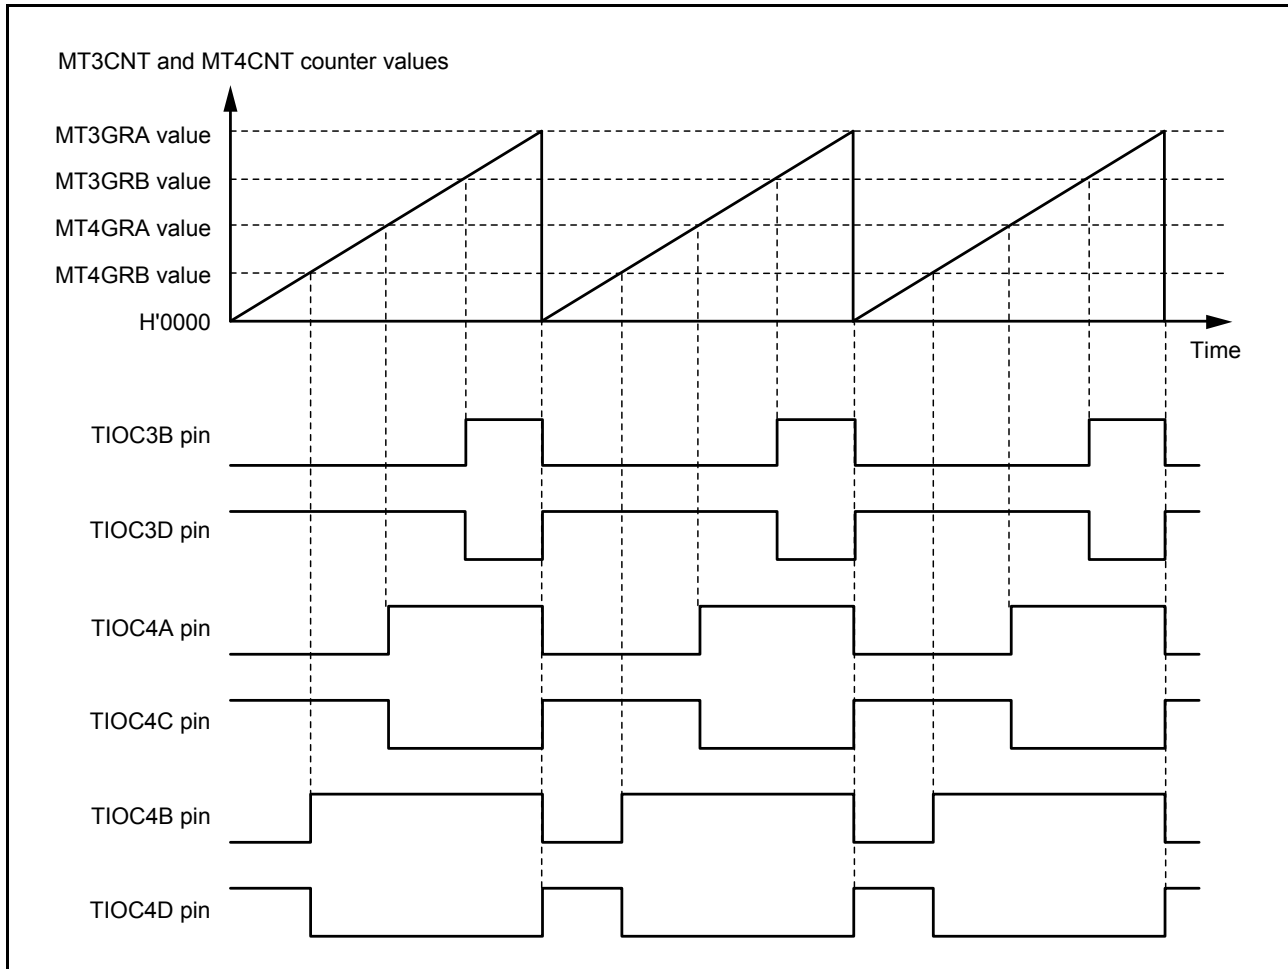 MT3CNT and MT4CNT counter values
MT3GRA value
MT3GRB value
MT4GRA value
MT4GRB value
H'0000
Time
TIOC3B pin
TIOC3D pin
TIOC4A pin
TIOC4C pin
TIOC4B pin
TIOC4D pin